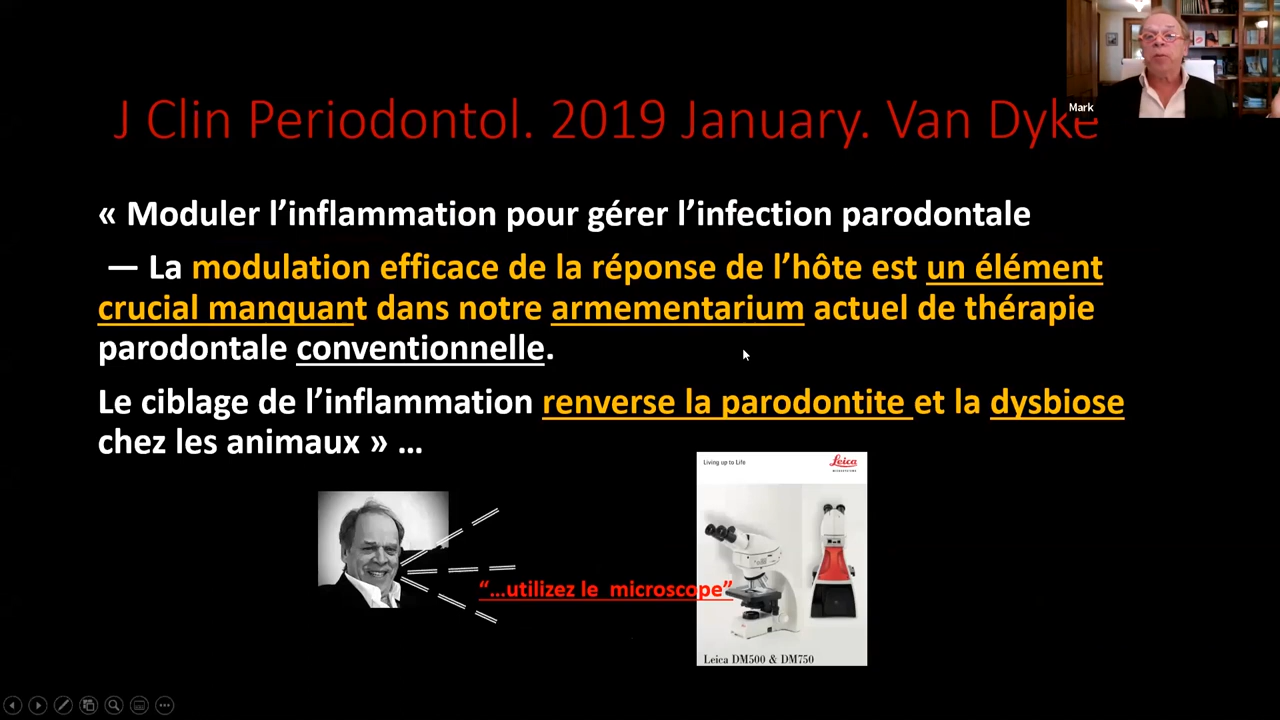 Mark
J Clin Periodontol. 2019 January. Van Dyke
« Moduler l’inflammation pour gérer l’infection parodontale
— La modulation efficace de la réponse de l’hôte est un élément
crucial manquant dans notre armementarium actuel de thérapie
parodontale conventionnelle.
Le ciblage de l’inflammation renverse la parodontite et la dysbiose
chez les animaux » ...
Living up to Life
Leica
MICROSYSTEMS
“...utilizez le microscope”
Leica DM500 & DM750